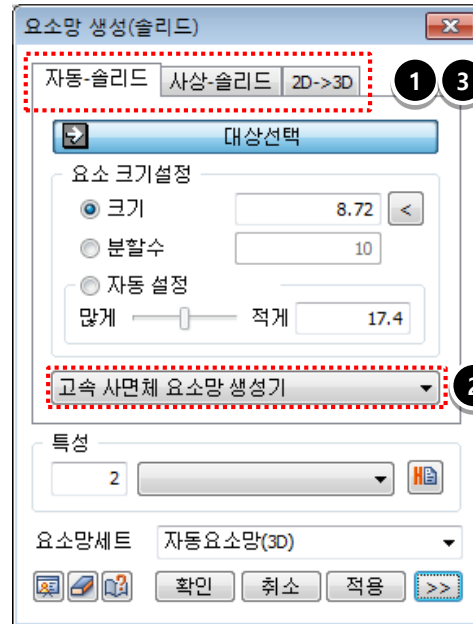 요소망 생성(솔리드)
자동-솔리드 사상-솔리드 2D->3D 1 3
대상선택
요소 크기설정
크기 8.72 <
분할수 10
자동 설정
많게 적게 17.4
고속 사면체 요소망 생성기 2
특성
2
요소망세트 자동요소망(3D)
확인 취소 적용 >>